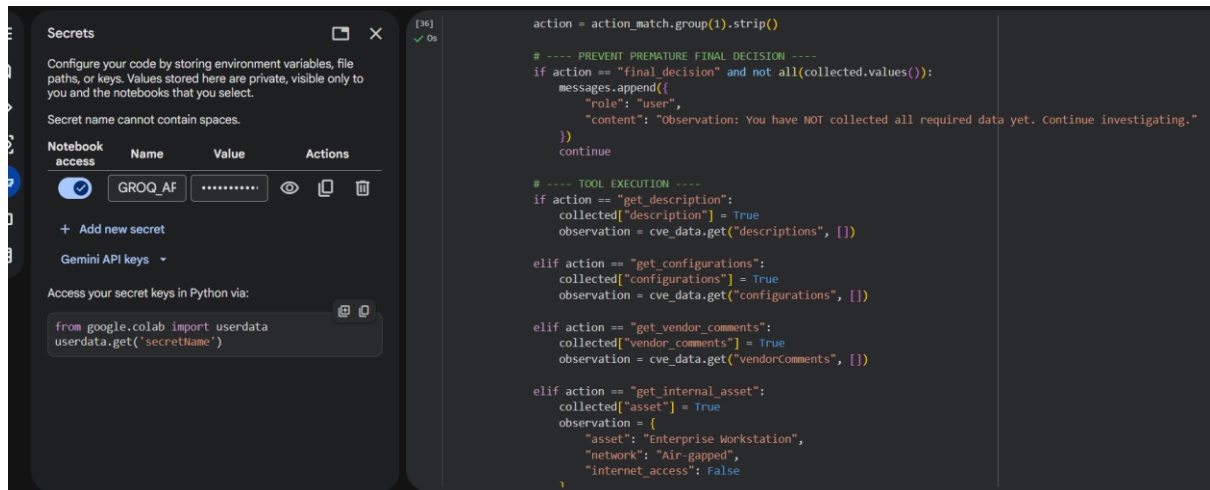 Secrets
Configure your code by storing environment variables, file
paths, or keys. Values stored here are private, visible only to
you and the notebooks that you select.
Secret name cannot contain spaces.
Notebook
access
Name
Value
Actions
GROQ_AF
+ Add new secret
Gemini API keys
Access your secret keys in Python via:
from google.colab import userdata
userdata.get('secretName')
[36]
0s
action = action_match.group(1).strip()
# ---- PREVENT PREMATURE FINAL DECISION ----
if action == "final_decision" and not all(collected.values()):
messages.append({
"role": "user",
"content": "Observation: You have NOT collected all required data yet. Continue investigating."
})
continue
# ---- TOOL EXECUTION ----
if action == "get_description":
collected["description"] = True
observation = cve_data.get("descriptions", [])
elif action == "get_configurations":
collected["configurations"] = True
observation = cve_data.get("configurations", [])
elif action == "get_vendor_comments":
collected["vendor_comments"] = True
observation = cve_data.get("vendorComments", [])
elif action == "get_internal_asset":
collected["asset"] = True
observation = {
"asset": "Enterprise Workstation",
"network": "Air-gapped",
"internet_access": False
}